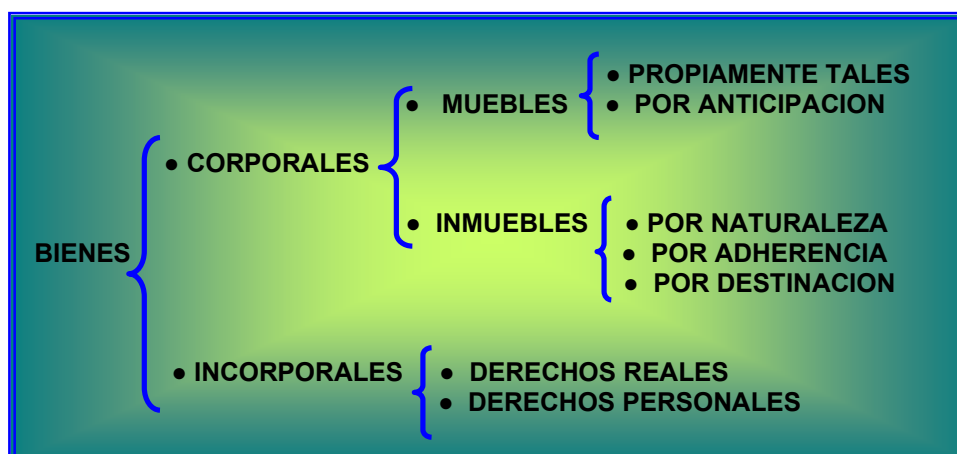 ● PROPIAMENTE TALES
● MUEBLES
● POR ANTICIPACION
● CORPORALES
● INMUEBLES
● POR NATURALEZA
BIENES
● POR ADHERENCIA
● POR DESTINACION
● INCORPORALES
● DERECHOS REALES
● DERECHOS PERSONALES